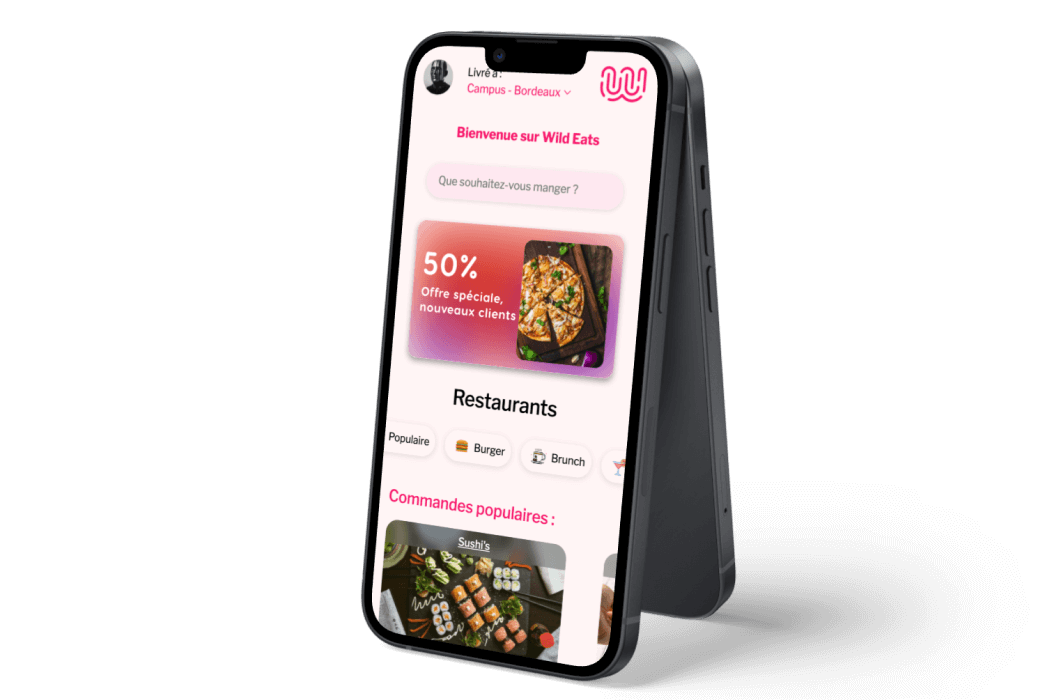 Livré à :
Campus - Bordeaux
Bienvenue sur Wild Eats
Que souhaitez-vous manger ?
50%
Offre spéciale,
nouveaux clients
Restaurants
Populaire
Burger
Brunch
Commandes populaires :
Sushi's